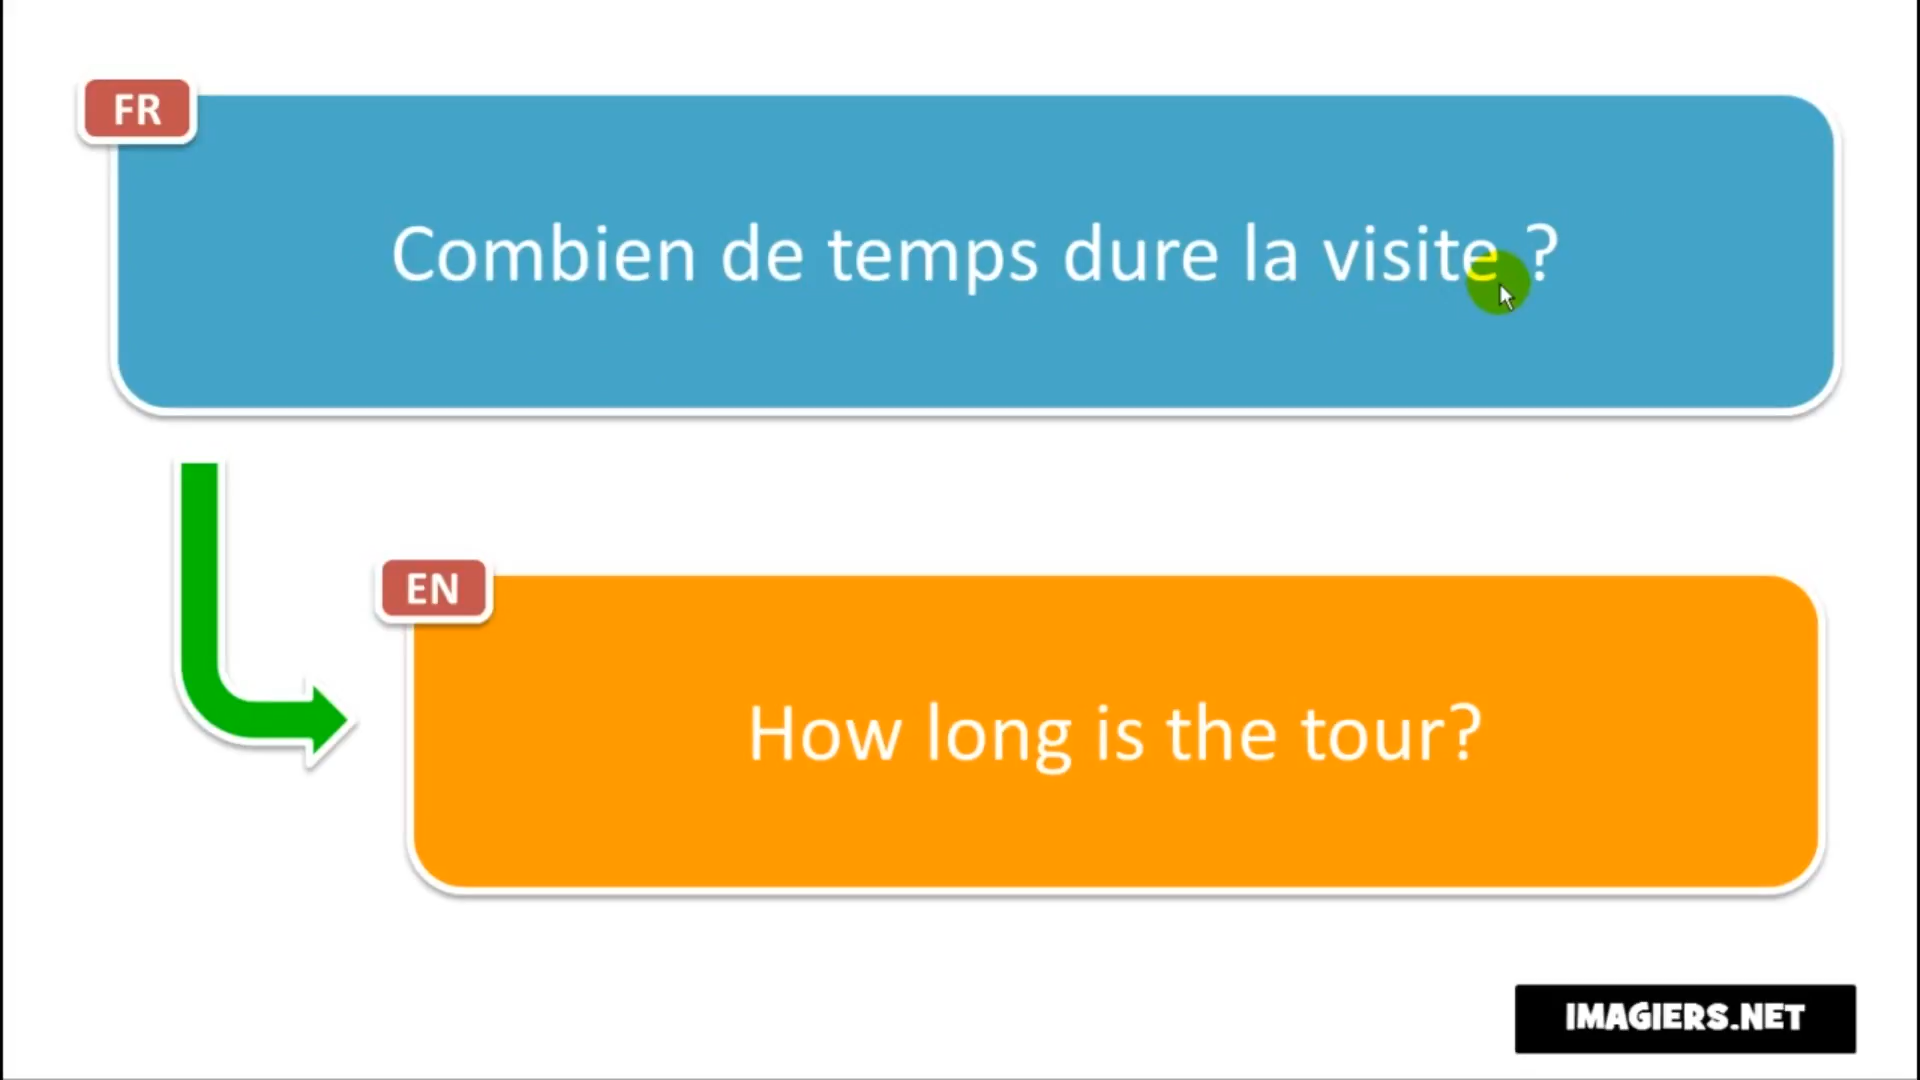 FR
Combien de temps dure la visite ?
EN
How long is the tour?
IMAGIERS.NET